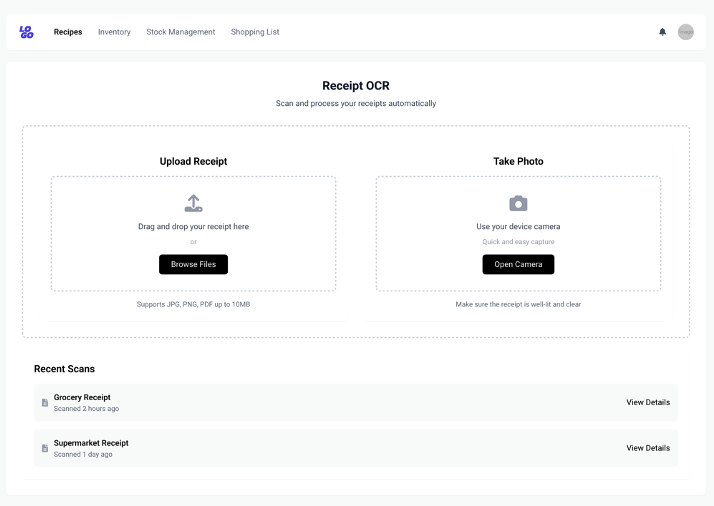 LO
GO
Recipes
Inventory
Stock Management
Shopping List
Image
Receipt OCR
Scan and process your receipts automatically
Upload Receipt
Drag and drop your receipt here
or
Browse Files
Supports JPG, PNG, PDF up to 10MB
Take Photo
Use your device camera
Quick and easy capture
Open Camera
Make sure the receipt is well-lit and clear
Recent Scans
Grocery Receipt
Scanned 2 hours ago
View Details
Supermarket Receipt
Scanned 1 day ago
View Details